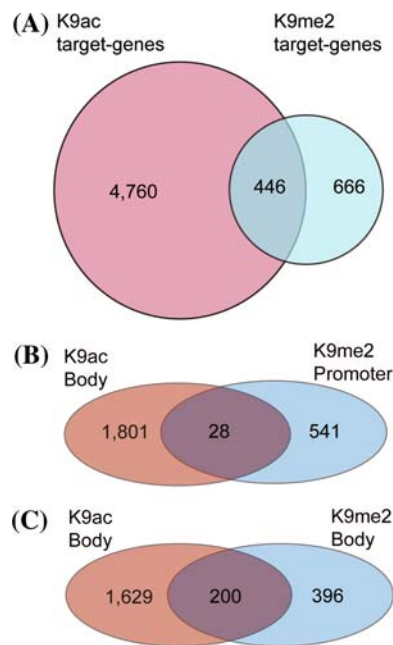 (A)
K9ac
target-genes
K9me2
target-genes
4,760
446
666
(B)
K9ac
Body
K9me2
Promoter
1,801
28
541
(C)
K9ac
Body
K9me2
Body
1,629
200
396